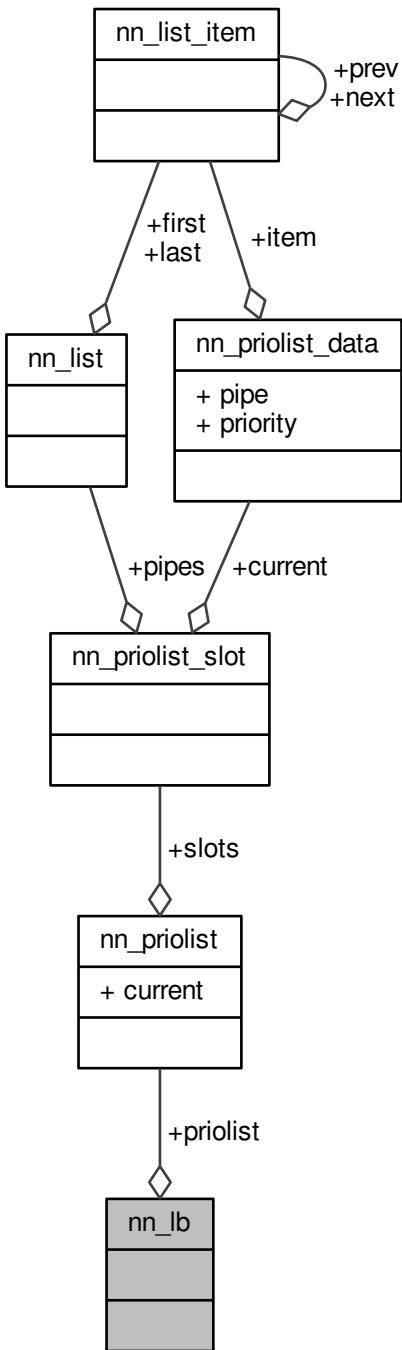 nn_list_item
+prev
+next
+first
+last
+item
nn_list
nn_priolist_data
+ pipe
+ priority
+pipes
+current
nn_priolist_slot
+slots
nn_priolist
+ current
+priolist
nn_lb